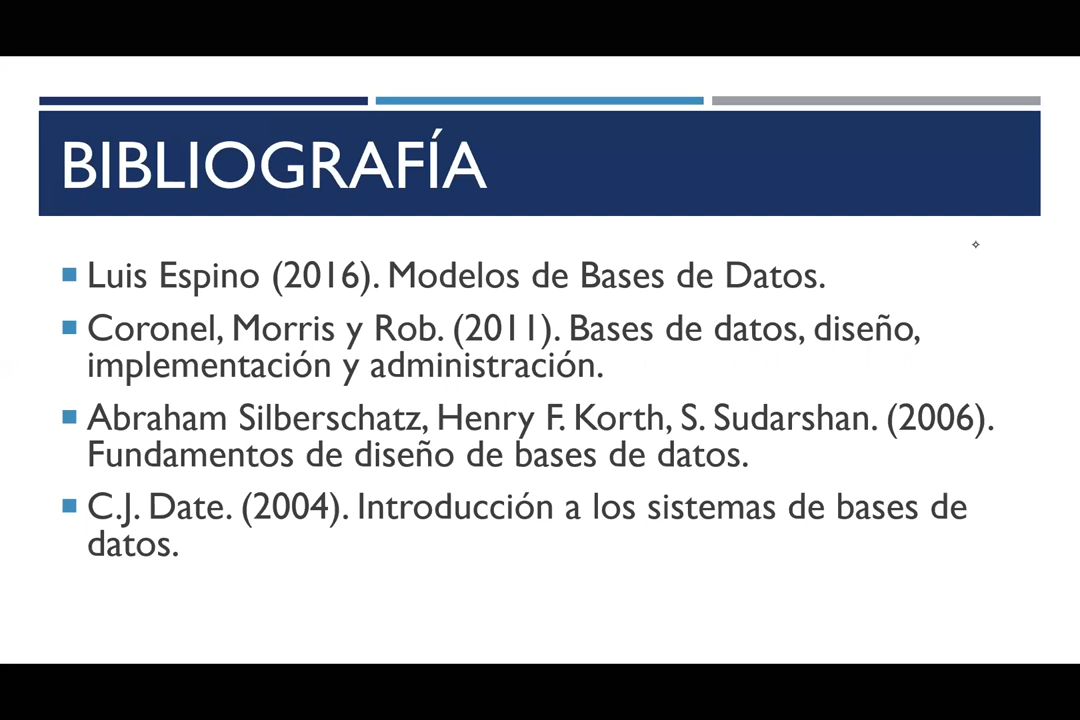 BIBLIOGRAFÍA
Luis Espino (2016). Modelos de Bases de Datos.
Coronel, Morris y Rob. (2011). Bases de datos, diseño,
implementación y administración.
Abraham Silberschatz, Henry F. Korth, S. Sudarshan. (2006).
Fundamentos de diseño de bases de datos.
C.J. Date. (2004). Introducción a los sistemas de bases de
datos.